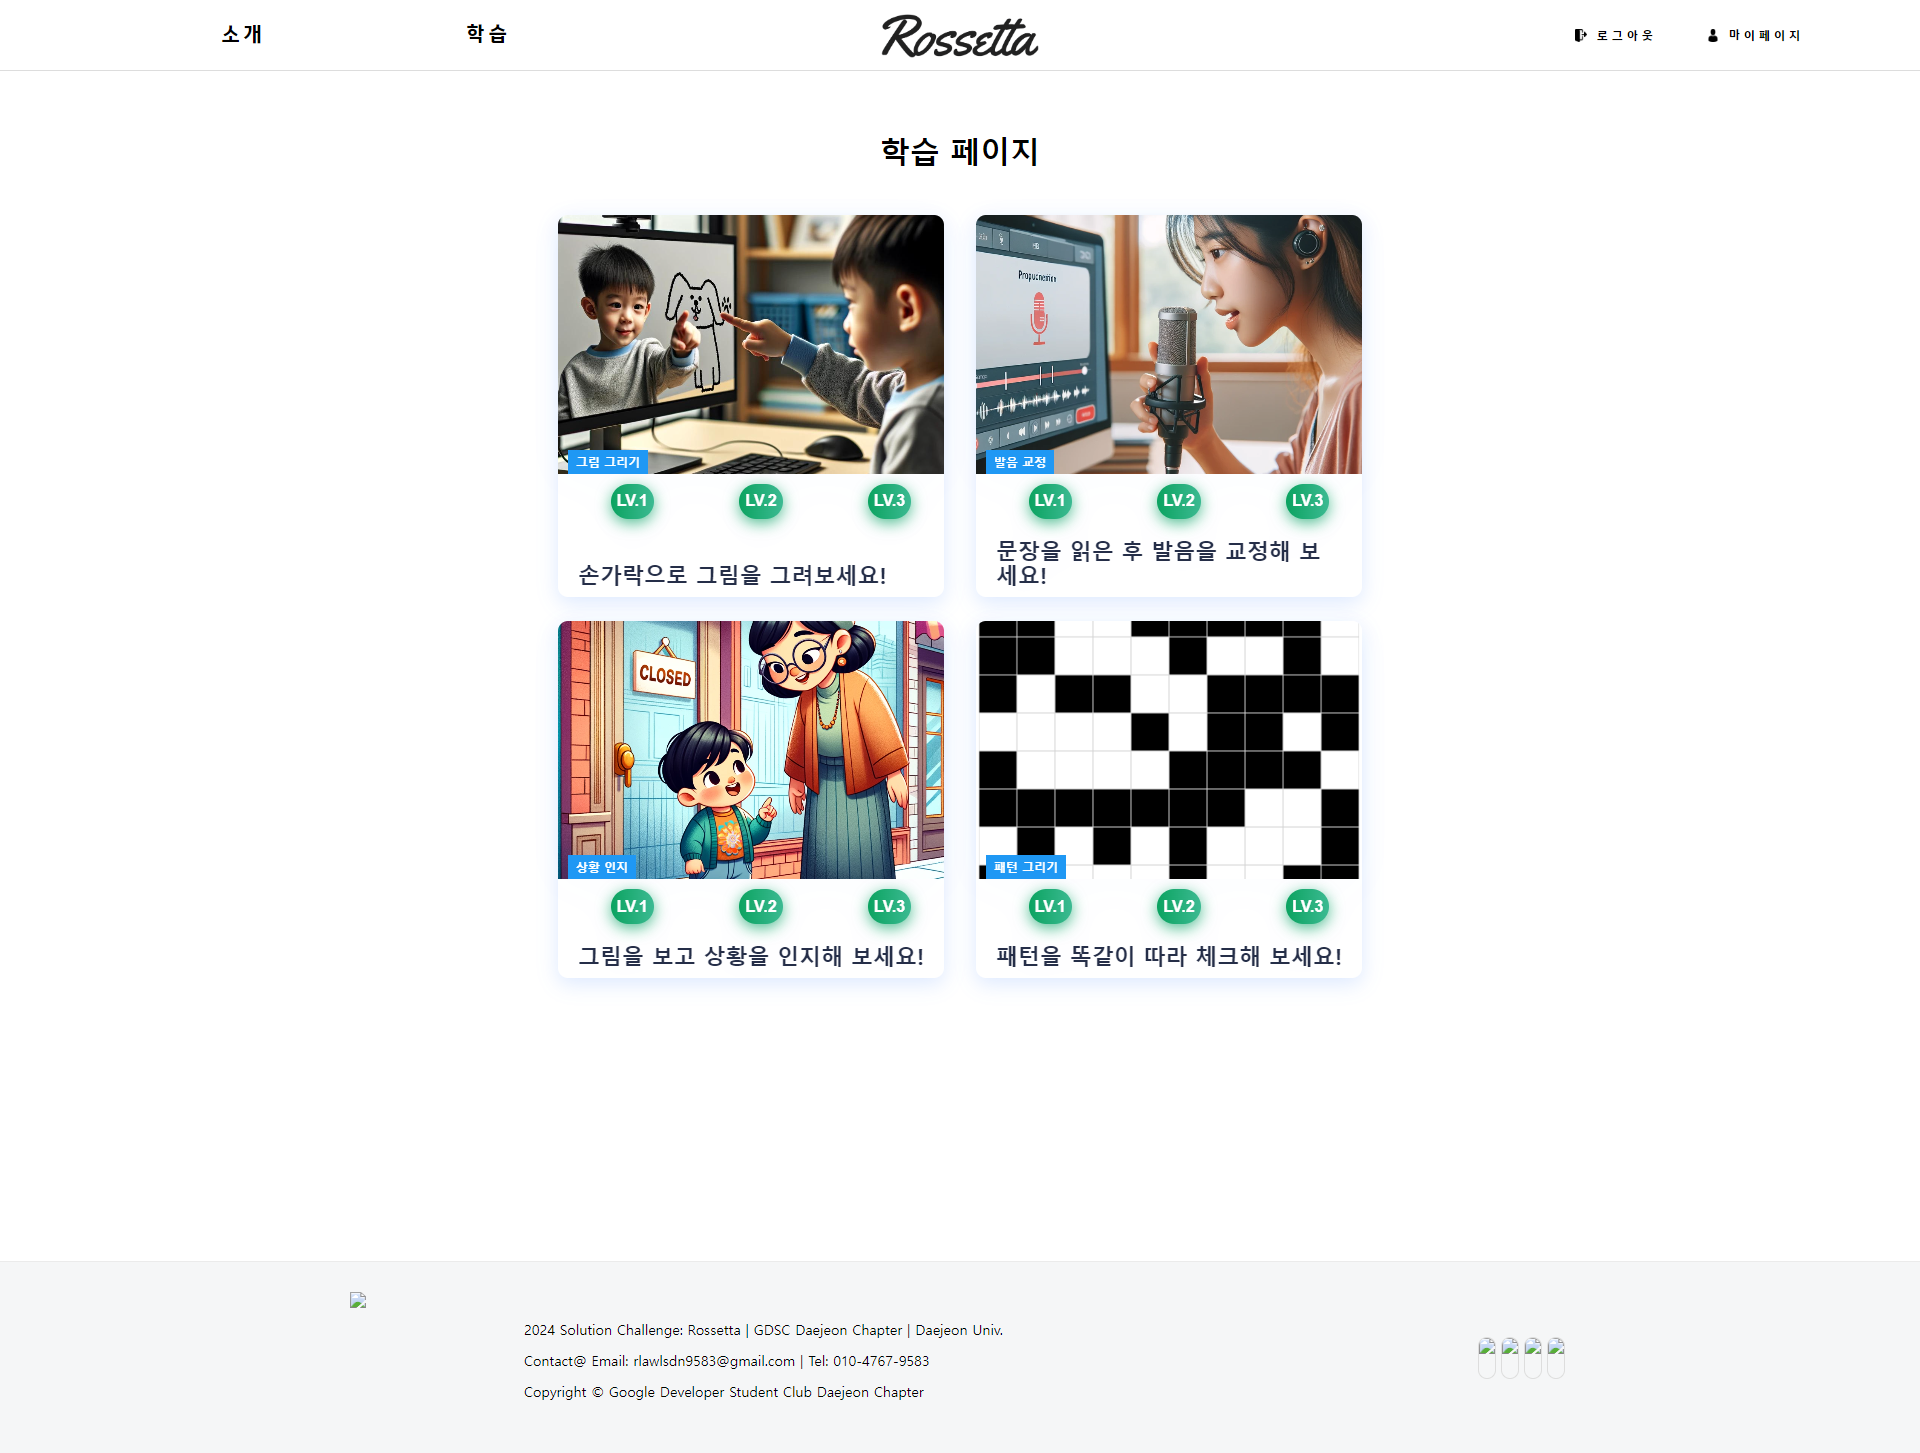 소개
학습
Rossetta
로그아웃
마이페이지
학습 페이지
그림 그리기
LV.1 LV.2 LV.3
손가락으로 그림을 그려보세요!
발음 교정
LV.1 LV.2 LV.3
문장을 읽은 후 발음을 교정해 보
세요!
CLOSED
상황 인지
LV.1 LV.2 LV.3
그림을 보고 상황을 인지해 보세요!
패턴 그리기
LV.1 LV.2 LV.3
패턴을 똑같이 따라 체크해 보세요!
2024 Solution Challenge: Rossetta | GDSC Daejeon Chapter | Daejeon Univ.
Contact@ Email: rlawlsdn9583@gmail.com | Tel: 010-4767-9583
Copyright © Google Developer Student Club Daejeon Chapter